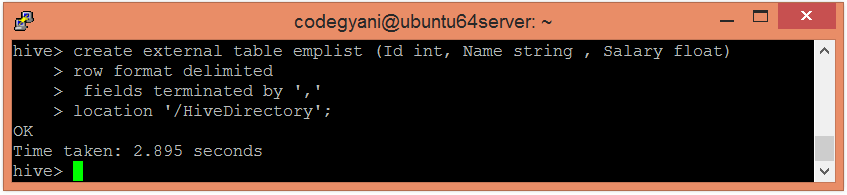 codegyani@ubuntu64server: ~
hive> create external table emplist (Id int, Name string , Salary float)
    > row format delimited
    >  fields terminated by ','
    > location '/HiveDirectory';
OK
Time taken: 2.895 seconds
hive>